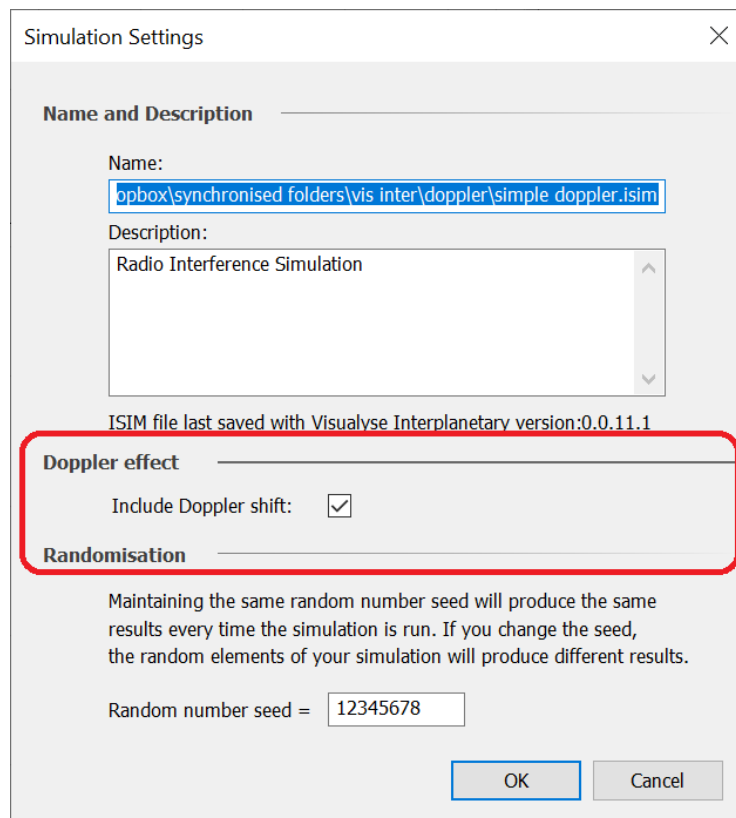 Simulation Settings
Name and Description
Name:
opbox\synchronised folders\vis inter\doppler\simple doppler.isim
Description:
Radio Interference Simulation
ISIM file last saved with Visualyse Interplanetary version:0.0.11.1
Doppler effect
Include Doppler shift:
Randomisation
Maintaining the same random number seed will produce the same
results every time the simulation is run. If you change the seed,
the random elements of your simulation will produce different results.
Random number seed = 12345678
OK Cancel